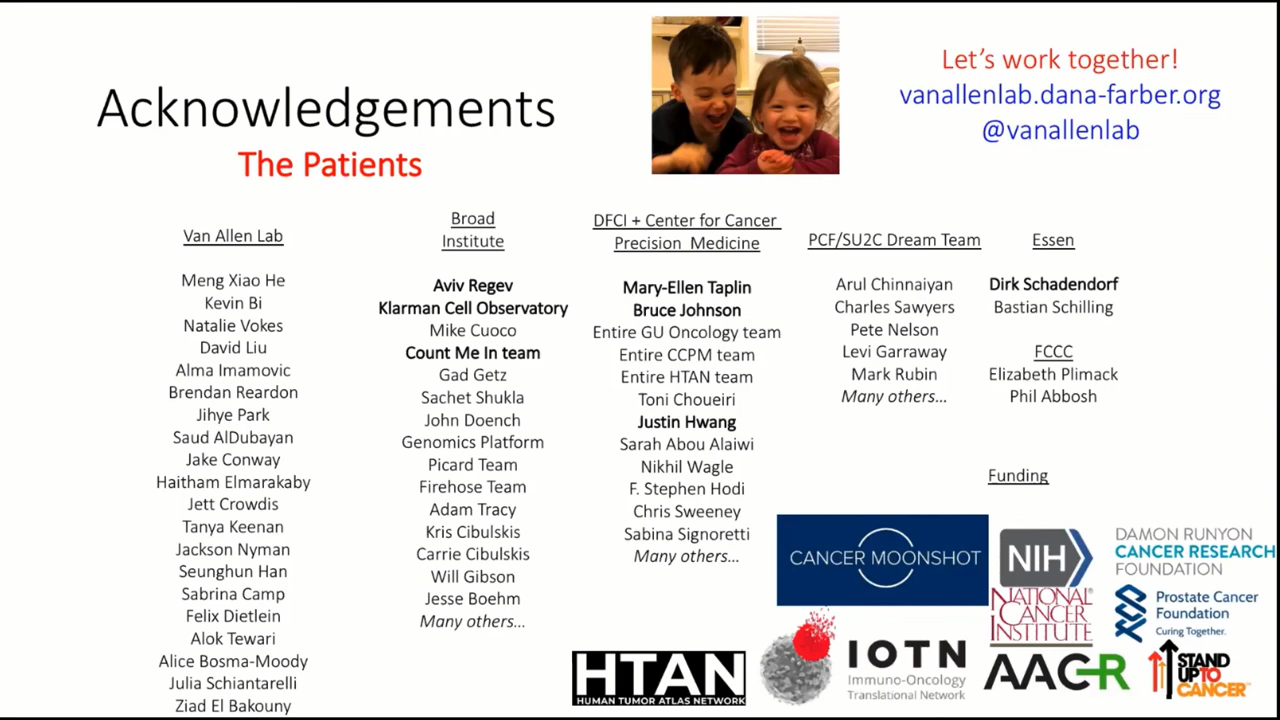 Acknowledgements
The Patients
Let's work together!
vanallenlab.dana-farber.org
@vanallenlab
Van Allen Lab
Meng Xiao He
Kevin Bi
Natalie Vokes
David Liu
Alma Imamovic
Brendan Reardon
Jihye Park
Saud AlDubayan
Jake Conway
Haitham Elmarakaby
Jett Crowdis
Tanya Keenan
Jackson Nyman
Seunghun Han
Sabrina Camp
Felix Dietlein
Alok Tewari
Alice Bosma-Moody
Julia Schiantarelli
Ziad El Bakouny
Broad
Institute
Aviv Regev
Klarman Cell Observatory
Mike Cuoco
Count Me In team
Gad Getz
Sachet Shukla
John Doench
Genomics Platform
Picard Team
Firehose Team
Adam Tracy
Kris Cibulskis
Carrie Cibulskis
Will Gibson
Jesse Boehm
Many others...
DFCI + Center for Cancer
Precision Medicine
Mary-Ellen Taplin
Bruce Johnson
Entire GU Oncology team
Entire CCPM team
Entire HTAN team
Toni Choueiri
Justin Hwang
Sarah Abou Alaiwi
Nikhil Wagle
F. Stephen Hodi
Chris Sweeney
Sabina Signoretti
Many others...
PCF/SU2C Dream Team
Arul Chinnaiyan
Charles Sawyers
Pete Nelson
Levi Garraway
Mark Rubin
Many others...
Essen
Dirk Schadendorf
Bastian Schilling
FCCC
Elizabeth Plimack
Phil Abbosh
Funding
CANCER MOONSHOT
NIH
NATIONAL
CANCER
INSTITUTE
DAMON RUNYON
CANCER RESEARCH
FOUNDATION
Prostate Cancer
Foundation
Curing Together.
HTAN
HUMAN TUMOR ATLAS NETWORK
IOTN
Immuno-Oncology
Translational Network
AACR
STAND
UP TO
CANCER